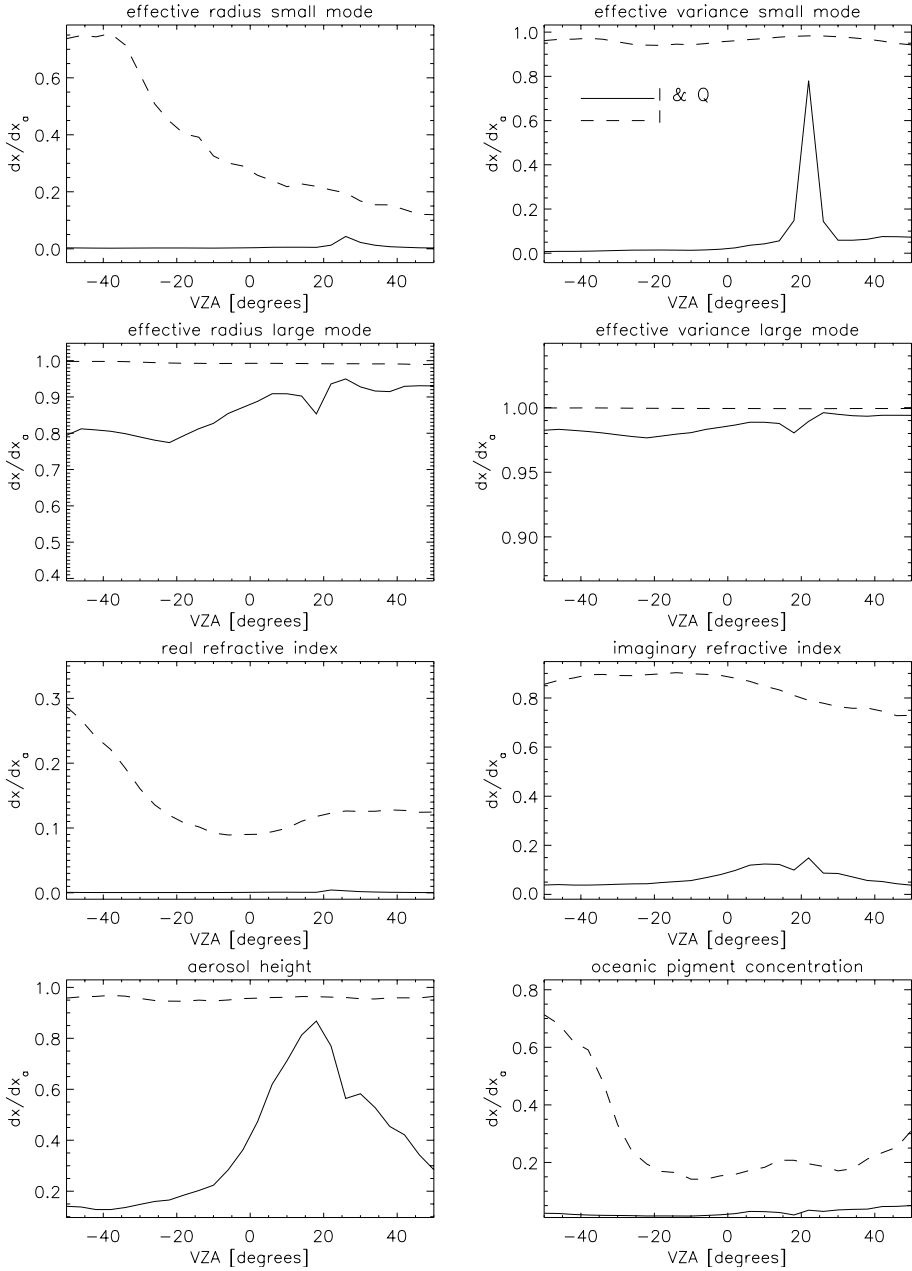 effective radius small mode
0.6
0.4
0.2
0.0
dx/dxa
−40 −20 0 20 40
VZA [degrees]
effective variance small mode
1.0
0.8
0.6
0.4
0.2
0.0
dx/dxa
I & Q
I
−40 −20 0 20 40
VZA [degrees]
effective radius large mode
1.0
0.9
0.8
0.7
0.6
0.5
0.4
dx/dxa
−40 −20 0 20 40
VZA [degrees]
effective variance large mode
1.00
0.95
0.90
dx/dxa
−40 −20 0 20 40
VZA [degrees]
real refractive index
0.3
0.2
0.1
0.0
dx/dxa
−40 −20 0 20 40
VZA [degrees]
imaginary refractive index
0.8
0.6
0.4
0.2
0.0
dx/dxa
−40 −20 0 20 40
VZA [degrees]
aerosol height
1.0
0.8
0.6
0.4
0.2
dx/dxa
−40 −20 0 20 40
VZA [degrees]
oceanic pigment concentration
0.8
0.6
0.4
0.2
dx/dxa
−40 −20 0 20 40
VZA [degrees]